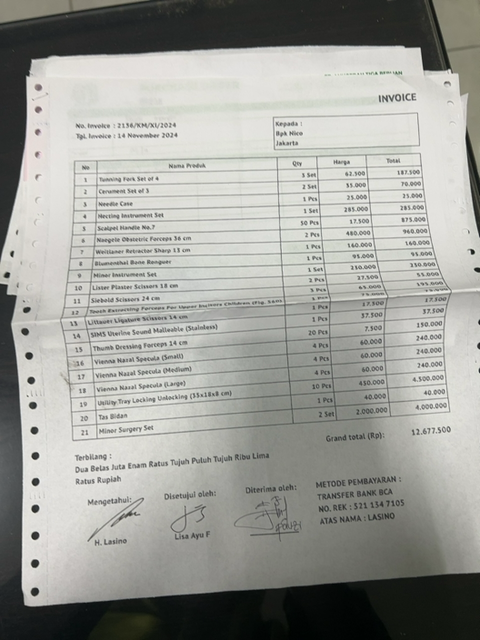 INVOICE
No. Invoice : 2136/KM/XI/2024
Tgl. Invoice : 14 November 2024
Kepada :
Bpk Nico
Jakarta
No Nama Produk Qty Harga Total
1 Tunning Fork Set of 4 3 Set 62.500 187.500
2 Cerument Set of 3 2 Set 35.000 70.000
3 Needle Case 1 Pcs 25.000 25.000
4 Hecting Instrument Set 1 Set 285.000 285.000
5 Scalpel Handle No.7 50 Pcs 17.500 875.000
6 Naegele Obstetric Forceps 36 cm 2 Pcs 480.000 960.000
7 Weitlaner Retractor Sharp 13 cm 1 Pcs 160.000 160.000
8 Blumenthal Bone Ronguer 1 Pcs 95.000 95.000
9 Minor Instrument Set 1 Set 230.000 230.000
10 Lister Plaster Scissors 18 cm 2 Pcs 27.500 55.000
11 Siebold Scissors 24 cm 3 Pcs 65.000 195.000
12 Tooth Extracting Forceps For Upper Incisors Children 1 Pcs
13 Littauer Ligature Scissors 14 cm 1 Pcs 17.500 17.500
14 SIMS Uterine Sound Malleable (Stainless) 1 Pcs 37.500 37.500
15 Thumb Dressing Forceps 14 cm 20 Pcs 7.500 150.000
16 Vienna Nazal Specula (Small) 4 Pcs 60.000 240.000
17 Vienna Nazal Specula (Medium) 4 Pcs 60.000 240.000
18 Vienna Nazal Specula (Large) 4 Pcs 60.000 240.000
19 Utility Tray Locking Unlocking (35x18x8 cm) 10 Pcs 450.000 4.500.000
20 Tas Bidan 1 Pcs 40.000 40.000
21 Minor Surgery Set 2 Set 2.000.000 4.000.000
Grand total (Rp): 12.677.500
Terbilang :
Dua Belas Juta Enam Ratus Tujuh Puluh Tujuh Ribu Lima
Ratus Rupiah
Mengetahui: Disetujui oleh: Diterima oleh:
H. Lasino Lisa Ayu F
METODE PEMBAYARAN :
TRANSFER BANK BCA
NO. REK : 321 134 7105
ATAS NAMA : LASINO